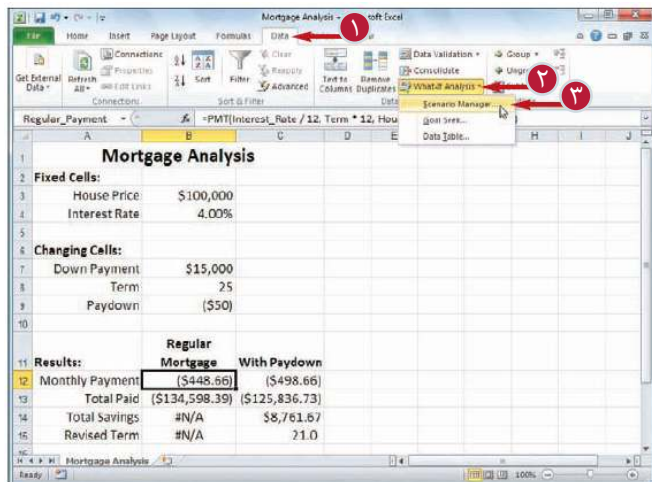 Mortgage Analysis - soft Excel
File Home Insert Page Layout Formulas Data
١
Connections Clear Data Validation Group
Get External Data Refresh All Properties Sort Filter Reapply Text to Columns Remove Duplicates Consolidate
Edit Links Advanced What-If Analysis
٢
Connections Sort & Filter Data
Scenario Manager...
٣
Goal Seek...
Data Table...
Regular_Payment fx =PMT(Interest_Rate / 12, Term * 12, Hou
A B C D E H I J
1 Mortgage Analysis
2 Fixed Cells:
3 House Price $100,000
4 Interest Rate 4.00%
5
6 Changing Cells:
7 Down Payment $15,000
8 Term 25
9 Paydown ($50)
10
Regular
11 Results: Mortgage With Paydown
12 Monthly Payment ($448.66) ($498.66)
13 Total Paid ($134,598.39) ($125,836.73)
14 Total Savings #N/A $8,761.67
15 Revised Term #N/A 21.0
Mortgage Analysis
Ready 100%